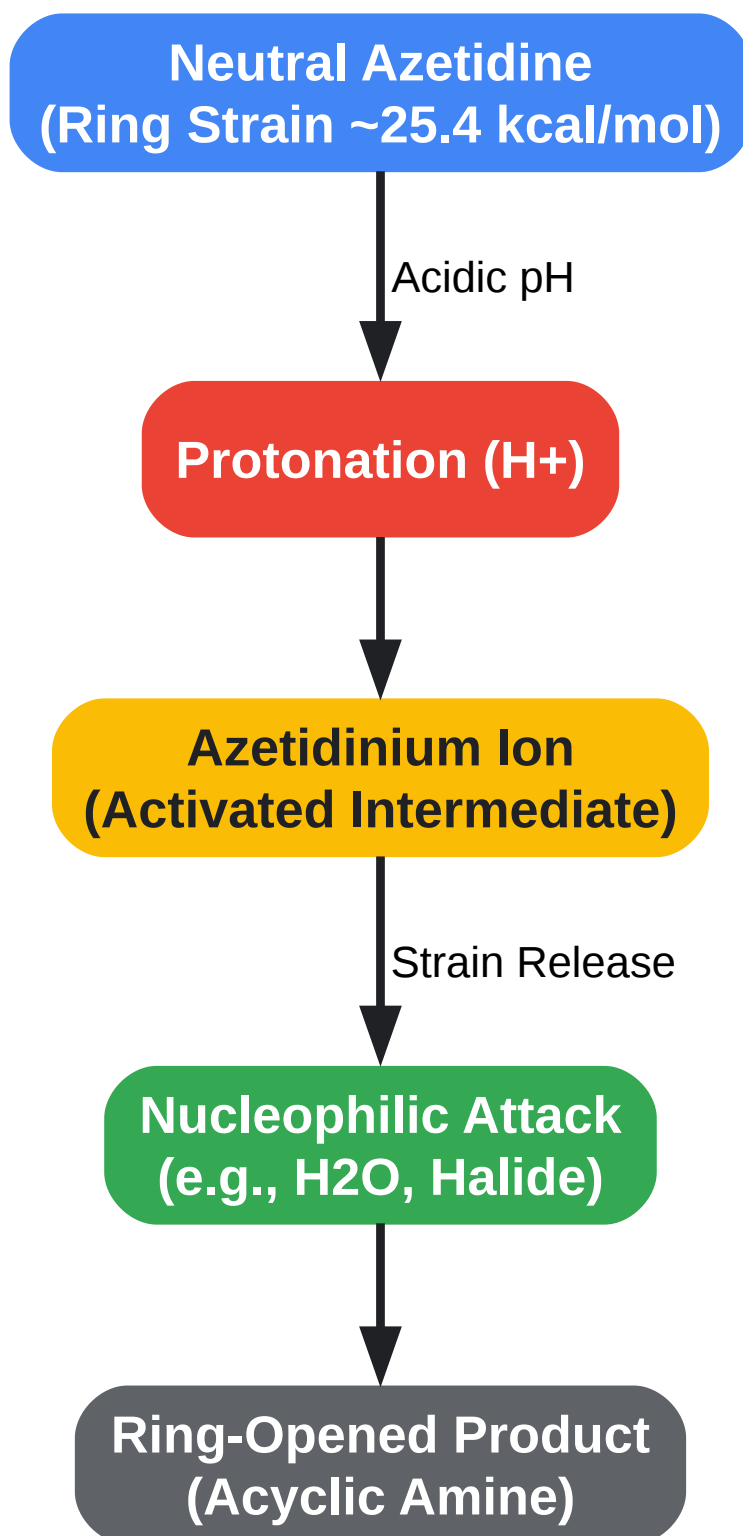 Neutral Azetidine
(Ring Strain ~25.4 kcal/mol)
Acidic pH
Protonation (H+)
Azetidinium Ion
(Activated Intermediate)
Strain Release
Nucleophilic Attack
(e.g., H2O, Halide)
Ring-Opened Product
(Acyclic Amine)